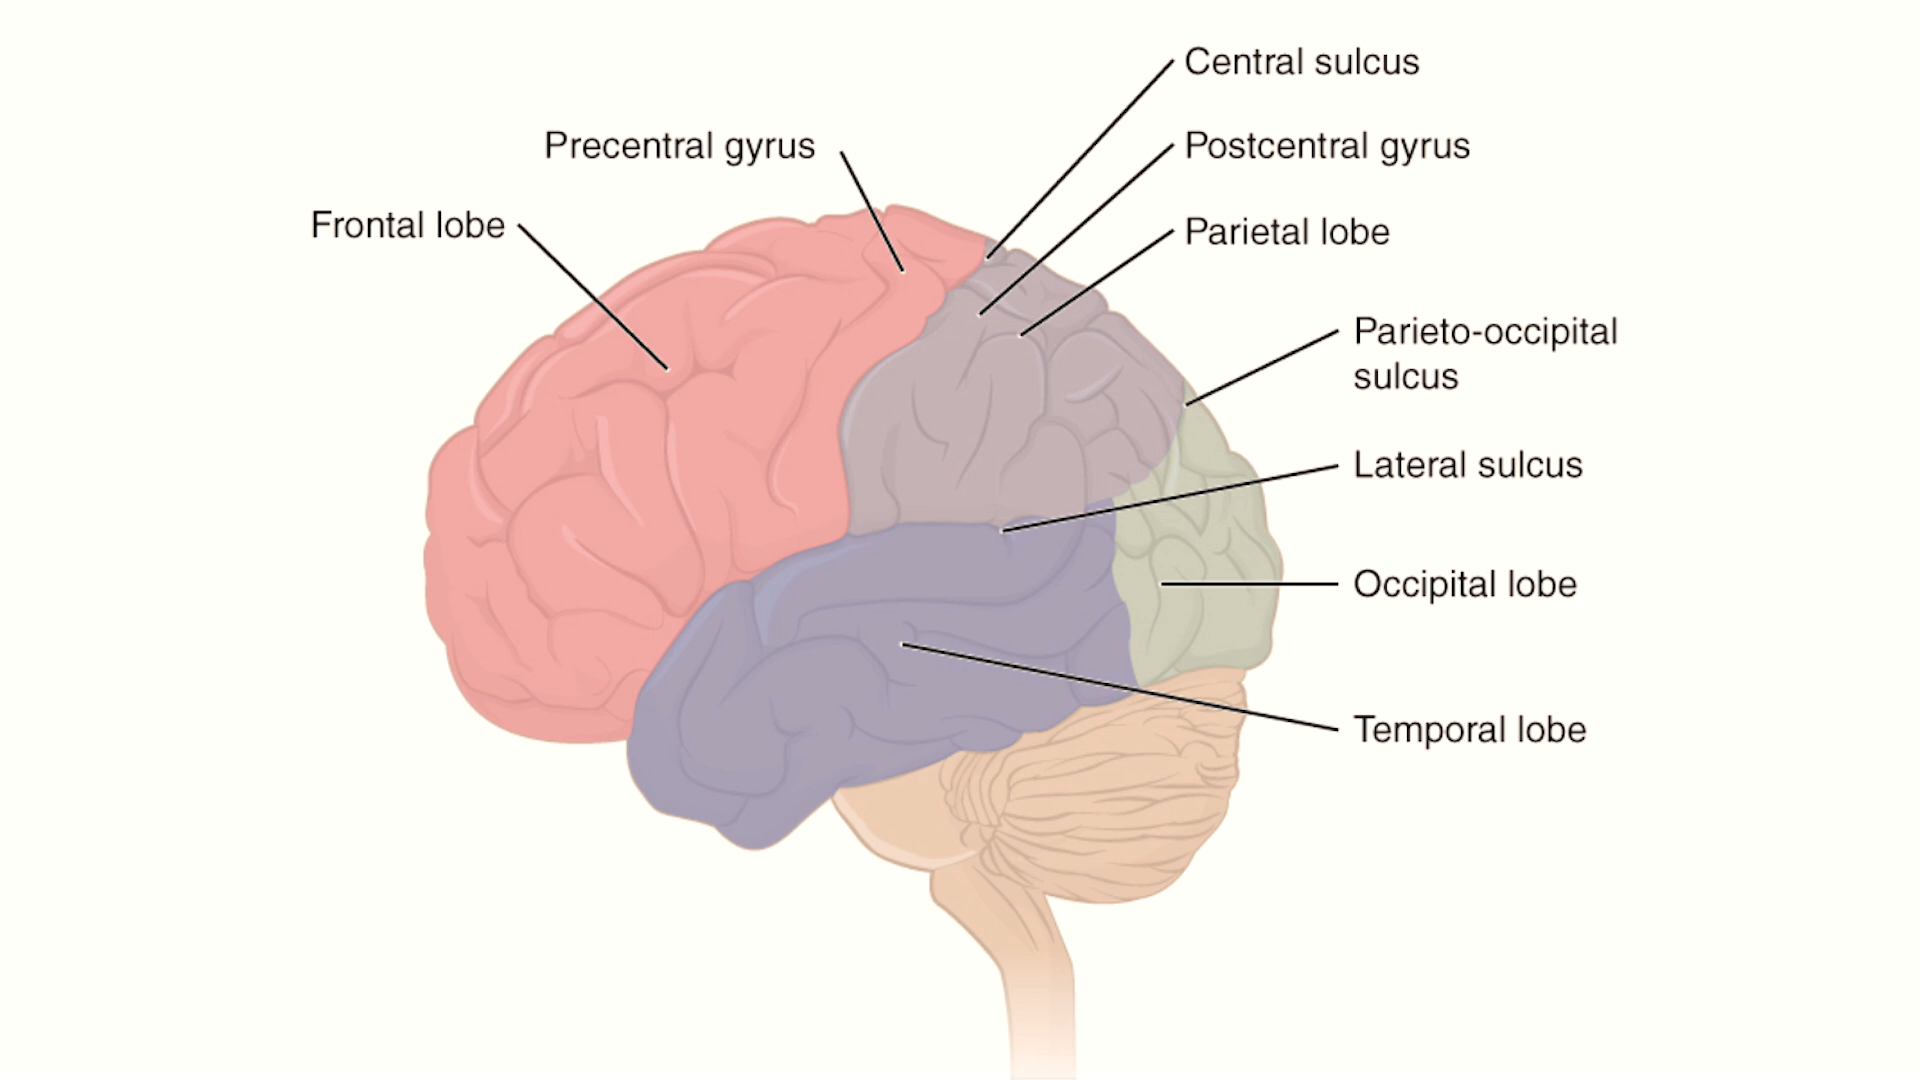 Central sulcus
Precentral gyrus
Postcentral gyrus
Frontal lobe
Parietal lobe
Parieto-occipital
sulcus
Lateral sulcus
Occipital lobe
Temporal lobe